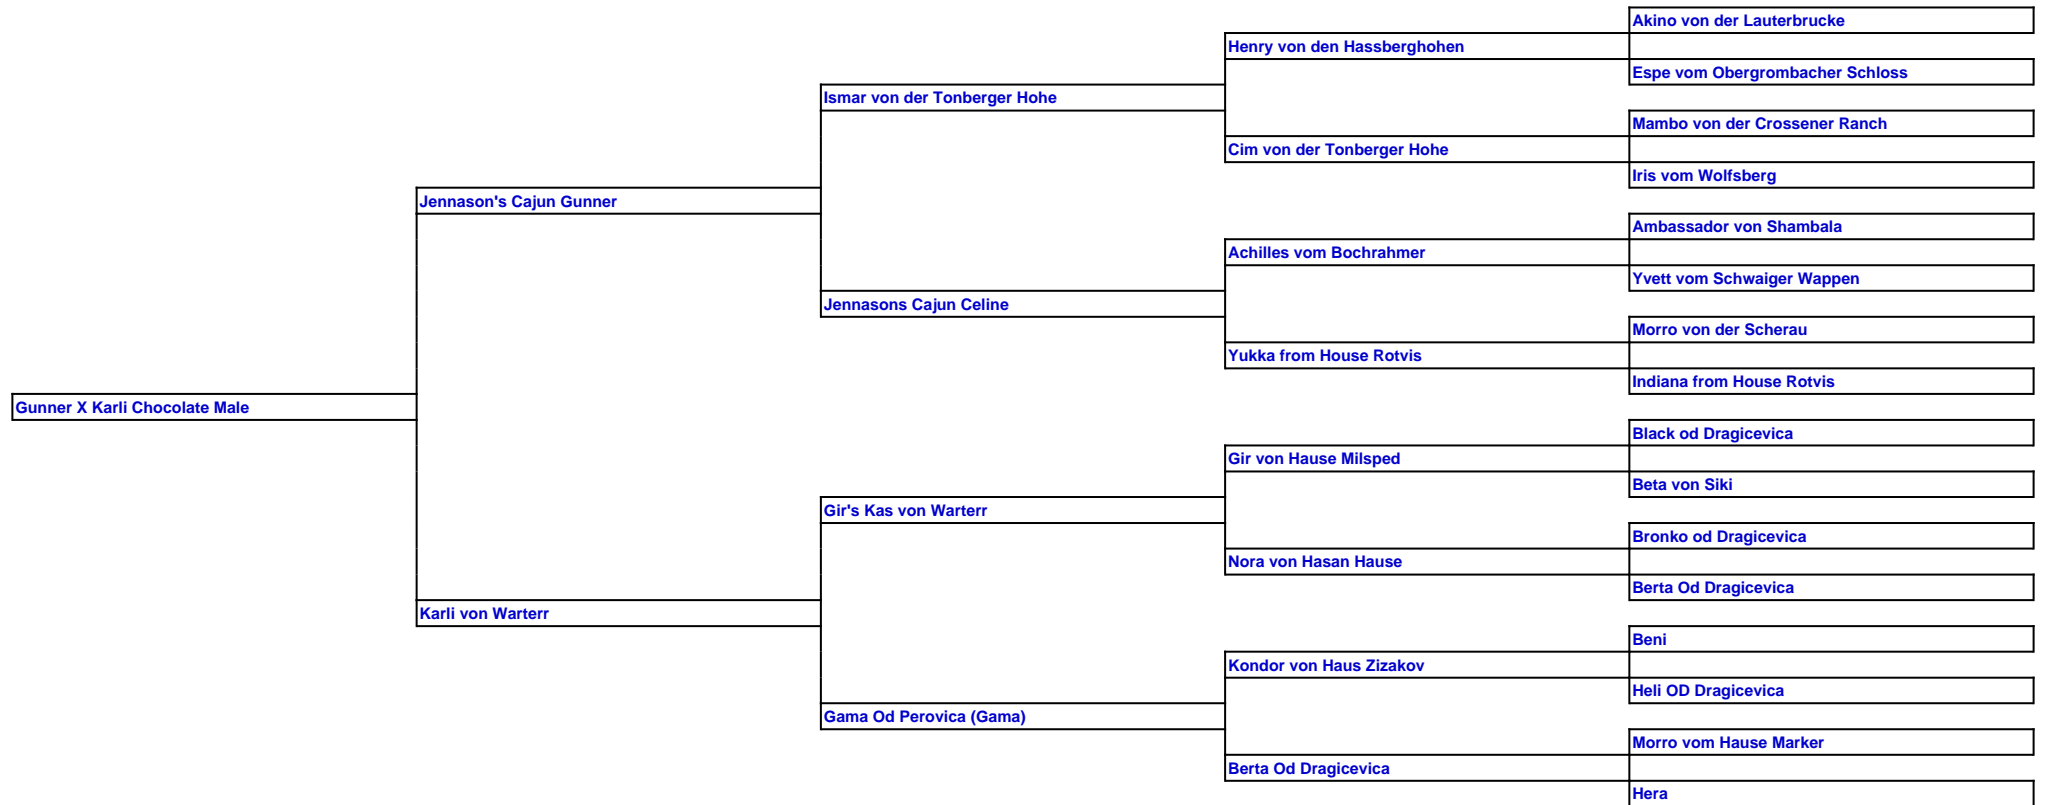 Akino von der Lauterbrucke
Henry von den Hassberghohen
Espe vom Obergrombacher Schloss
Ismar von der Tonberger Hohe
Mambo von der Crossener Ranch
Cim von der Tonberger Hohe
Iris vom Wolfsberg
Jennason's Cajun Gunner
Ambassador von Shambala
Achilles vom Bochrahmer
Yvett vom Schwaiger Wappen
Jennasons Cajun Celine
Morro von der Scherau
Yukka from House Rotvis
Indiana from House Rotvis
Gunner X Karli Chocolate Male
Black od Dragicevica
Gir von Hause Milsped
Beta von Siki
Gir's Kas von Warterr
Bronko od Dragicevica
Nora von Hasan Hause
Berta Od Dragicevica
Karli von Warterr
Beni
Kondor von Haus Zizakov
Heli OD Dragicevica
Gama Od Perovica (Gama)
Morro vom Hause Marker
Berta Od Dragicevica
Hera